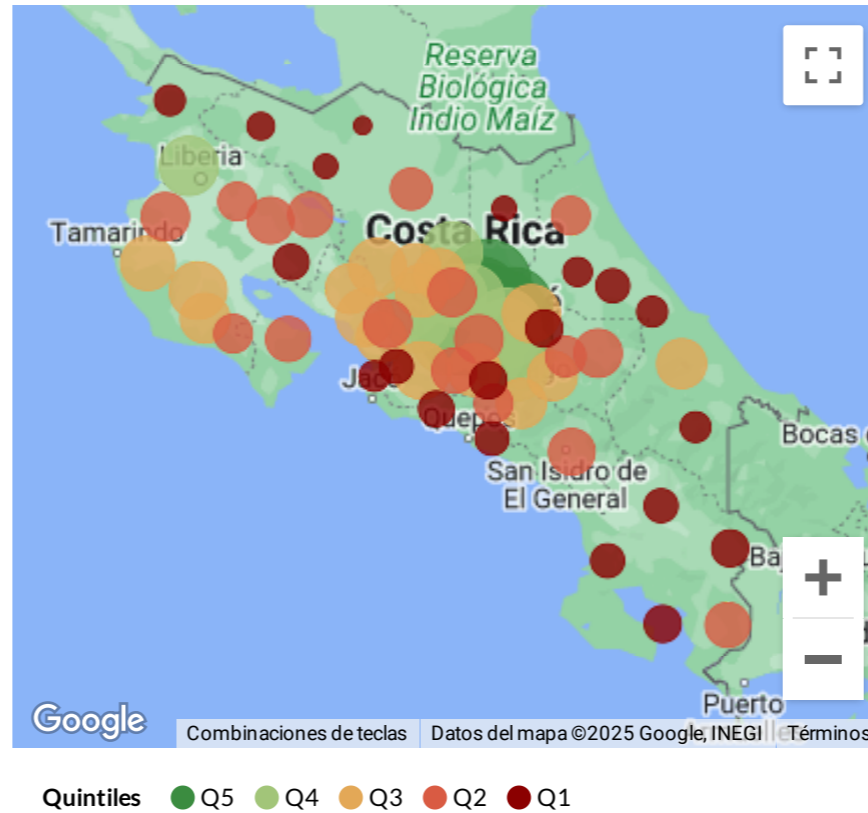 Reserva
Biológica
Indio Maíz
Liberia
Costa Rica
Tamarindo
Quepos
San Isidro de
El General
Bocas
Puerto
Google
Combinaciones de teclas
Datos del mapa ©2025 Google, INEGI
Términos
Quintiles Q5 Q4 Q3 Q2 Q1